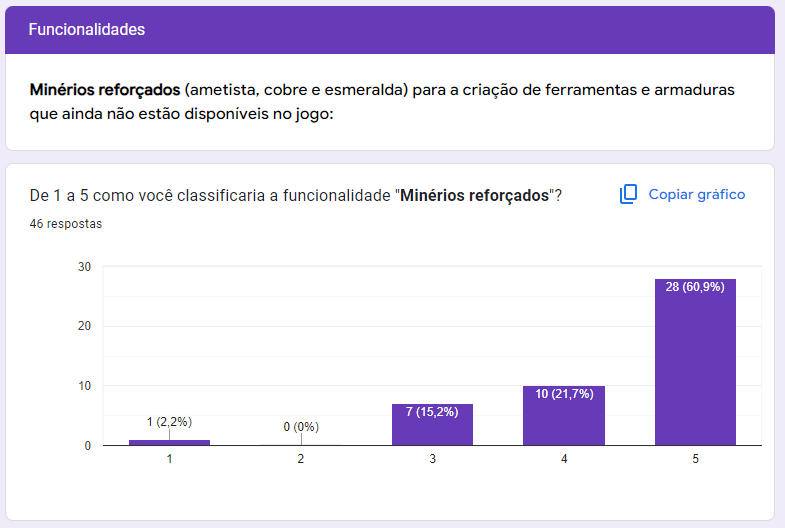 Funcionalidades
Minérios reforçados (ametista, cobre e esmeralda) para a criação de ferramentas e armaduras
que ainda não estão disponíveis no jogo:
De 1 a 5 como você classificaria a funcionalidade "Minérios reforçados"?
Copiar gráfico
46 respostas
30
20
10
0
1 (2,2%)
0 (0%)
7 (15,2%)
10 (21,7%)
28 (60,9%)
1
2
3
4
5